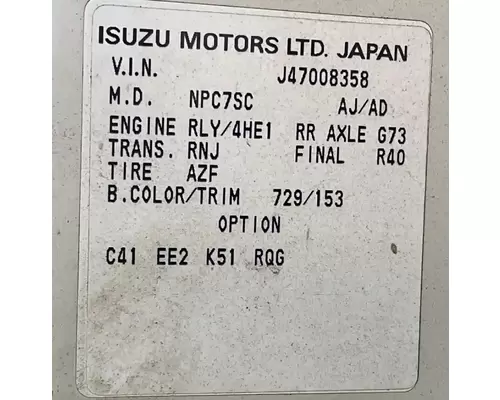 ISUZU MOTORS LTD. JAPAN
V.I.N. J47008358
M.D. NPC7SC AJ/AD
ENGINE RLY/4HE1 RR AXLE G73
TRANS. RNJ FINAL R40
TIRE AZF
B.COLOR/TRIM 729/153
OPTION
C41 EE2 K51 RQG